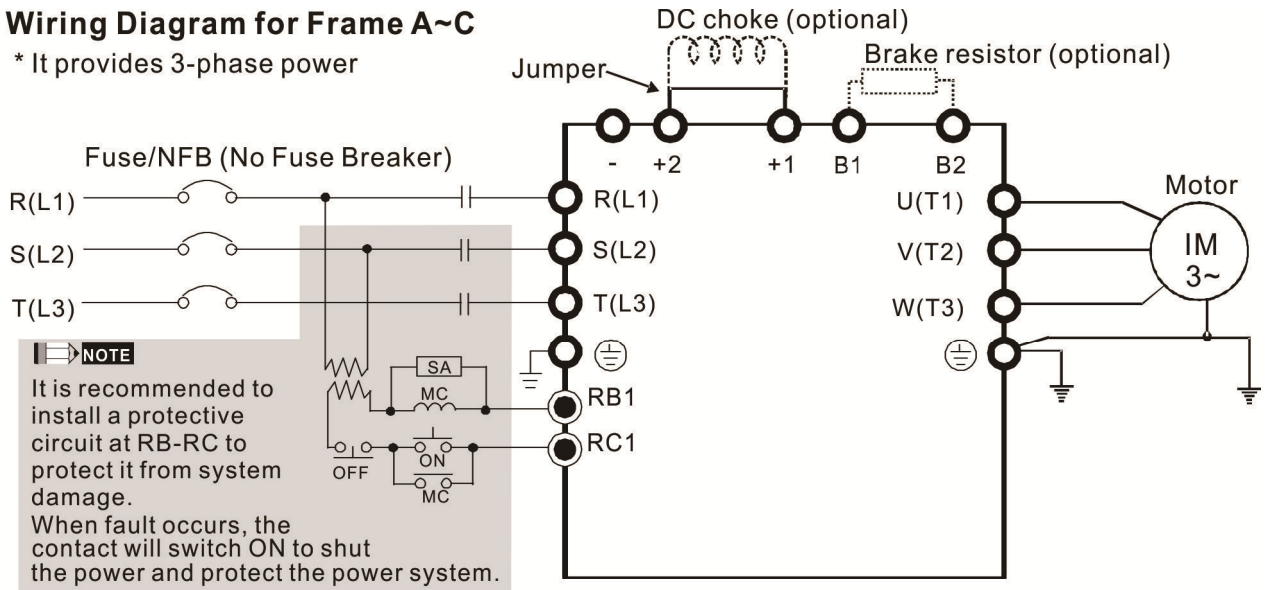 Wiring Diagram for Frame A~C
* It provides 3-phase power
DC choke (optional)
Jumper
Brake resistor (optional)
- +2 +1 B1 B2
Fuse/NFB (No Fuse Breaker)
R(L1)
S(L2)
T(L3)
R(L1)
S(L2)
T(L3)
RB1
RC1
U(T1)
V(T2)
W(T3)
Motor
IM
3~
SA
MC
OFF
ON
MC
NOTE
It is recommended to
install a protective
circuit at RB-RC to
protect it from system
damage.
When fault occurs, the
contact will switch ON to shut
the power and protect the power system.